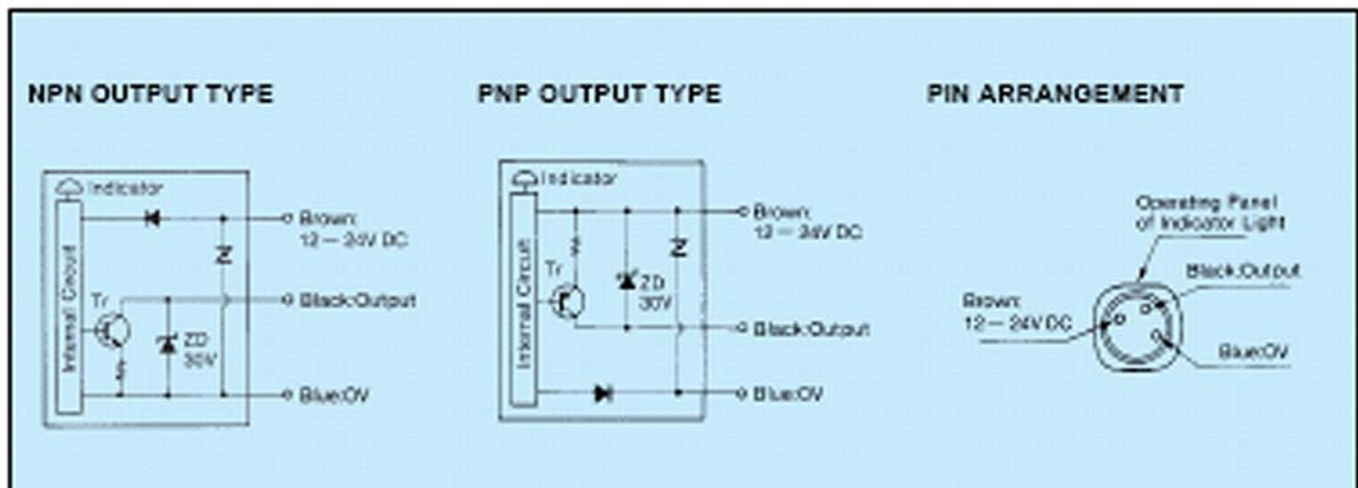 NPN OUTPUT TYPE
Indicator
Internal Circuit
Tr
ZD
30V
Brown:
12 — 24V DC
Black:Output
Blue:0V
PNP OUTPUT TYPE
Indicator
Internal Circuit
Tr
ZD
30V
Brown:
12 — 24V DC
Black:Output
Blue:0V
PIN ARRANGEMENT
Operating Panel
of Indicator Light
Black:Output
Brown:
12 — 24V DC
Blue:0V